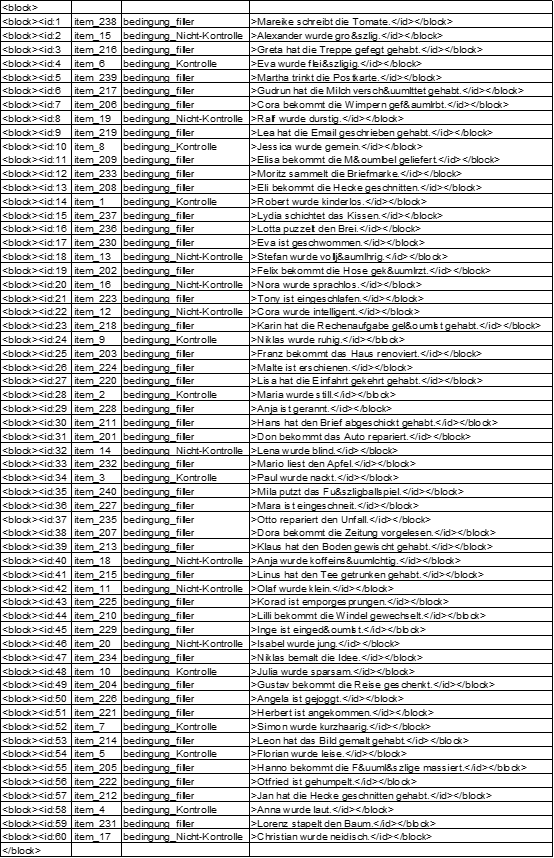 <block>
<block><id:1 item_238 bedingung_filler >Mareike schreibt die Tomate.</id></block>
<block><id:2 item_15 bedingung_Nicht-Kontrolle >Alexander wurde gro&szlig.</id></block>
<block><id:3 item_216 bedingung_filler >Greta hat die Treppe gefegt gehabt.</id></block>
<block><id:4 item_6 bedingung_Kontrolle >Eva wurde flei&szligig.</id></block>
<block><id:5 item_239 bedingung_filler >Martha trinkt die Postkarte.</id></block>
<block><id:6 item_217 bedingung_filler >Gudrun hat die Milch versch&uumlttet gehabt.</id></block>
<block><id:7 item_206 bedingung_filler >Cora bekommt die Wimpern gef&aumlrbt.</id></block>
<block><id:8 item_19 bedingung_Nicht-Kontrolle >Ralf wurde durstig.</id></block>
<block><id:9 item_219 bedingung_filler >Lea hat die Email geschrieben gehabt.</id></block>
<block><id:10 item_8 bedingung_Kontrolle >Jessica wurde gemein.</id></block>
<block><id:11 item_209 bedingung_filler >Elisa bekommt die M&oumlbel geliefert.</id></block>
<block><id:12 item_233 bedingung_filler >Moritz sammelt die Briefmarke.</id></block>
<block><id:13 item_208 bedingung_filler >Eli bekommt die Hecke geschnitten.</id></block>
<block><id:14 item_1 bedingung_Kontrolle >Robert wurde kinderlos.</id></block>
<block><id:15 item_237 bedingung_filler >Lydia schichtet das Kissen.</id></block>
<block><id:16 item_236 bedingung_filler >Lotta puzzelt den Brei.</id></block>
<block><id:17 item_230 bedingung_filler >Eva ist geschwommen.</id></block>
<block><id:18 item_13 bedingung_Nicht-Kontrolle >Stefan wurde vollj&aumlhrig.</id></block>
<block><id:19 item_202 bedingung_filler >Felix bekommt die Hose gek&uumlrzt.</id></block>
<block><id:20 item_16 bedingung_Nicht-Kontrolle >Nora wurde sprachlos.</id></block>
<block><id:21 item_223 bedingung_filler >Tony ist eingeschlafen.</id></block>
<block><id:22 item_12 bedingung_Nicht-Kontrolle >Cora wurde intelligent.</id></block>
<block><id:23 item_218 bedingung_filler >Karin hat die Rechenaufgabe gel&oumlst gehabt.</id></block>
<block><id:24 item_9 bedingung_Kontrolle >Niklas wurde ruhig.</id></block>
<block><id:25 item_203 bedingung_filler >Franz bekommt das Haus renoviert.</id></block>
<block><id:26 item_224 bedingung_filler >Malte ist erschienen.</id></block>
<block><id:27 item_220 bedingung_filler >Lisa hat die Einfahrt gekehrt gehabt.</id></block>
<block><id:28 item_2 bedingung_Kontrolle >Maria wurde still.</id></block>
<block><id:29 item_228 bedingung_filler >Anja ist gerannt.</id></block>
<block><id:30 item_211 bedingung_filler >Hans hat den Brief abgeschickt gehabt.</id></block>
<block><id:31 item_201 bedingung_filler >Don bekommt das Auto repariert.</id></block>
<block><id:32 item_14 bedingung_Nicht-Kontrolle >Lena wurde blind.</id></block>
<block><id:33 item_232 bedingung_filler >Mario liest den Apfel.</id></block>
<block><id:34 item_3 bedingung_Kontrolle >Paul wurde nackt.</id></block>
<block><id:35 item_240 bedingung_filler >Mila putzt das Fu&szligballspiel.</id></block>
<block><id:36 item_227 bedingung_filler >Mara ist eingeschneit.</id></block>
<block><id:37 item_235 bedingung_filler >Otto repariert den Unfall.</id></block>
<block><id:38 item_207 bedingung_filler >Dora bekommt die Zeitung vorgelesen.</id></block>
<block><id:39 item_213 bedingung_filler >Klaus hat den Boden gewischt gehabt.</id></block>
<block><id:40 item_18 bedingung_Nicht-Kontrolle >Anja wurde koffeins&uumlchtig.</id></block>
<block><id:41 item_215 bedingung_filler >Linus hat den Tee getrunken gehabt.</id></block>
<block><id:42 item_11 bedingung_Nicht-Kontrolle >Olaf wurde klein.</id></block>
<block><id:43 item_225 bedingung_filler >Korad ist emporgesprungen.</id></block>
<block><id:44 item_210 bedingung_filler >Lilli bekommt die Windel gewechselt.</id></block>
<block><id:45 item_229 bedingung_filler >Inge ist einged&oumlst.</id></block>
<block><id:46 item_20 bedingung_Nicht-Kontrolle >Isabel wurde jung.</id></block>
<block><id:47 item_234 bedingung_filler >Niklas bemalt die Idee.</id></block>
<block><id:48 item_10 bedingung_Kontrolle >Julia wurde sparsam.</id></block>
<block><id:49 item_204 bedingung_filler >Gustav bekommt die Reise geschenkt.</id></block>
<block><id:50 item_226 bedingung_filler >Angela ist gejoggt.</id></block>
<block><id:51 item_221 bedingung_filler >Herbert ist angekommen.</id></block>
<block><id:52 item_7 bedingung_Kontrolle >Simon wurde kurzhaarig.</id></block>
<block><id:53 item_214 bedingung_filler >Leon hat das Bild gemalt gehabt.</id></block>
<block><id:54 item_5 bedingung_Kontrolle >Florian wurde leise.</id></block>
<block><id:55 item_205 bedingung_filler >Hanno bekommt die F&uuml&szlige massiert.</id></block>
<block><id:56 item_222 bedingung_filler >Otfried ist gehumpelt.</id></block>
<block><id:57 item_212 bedingung_filler >Jan hat die Hecke geschnitten gehabt.</id></block>
<block><id:58 item_4 bedingung_Kontrolle >Anna wurde laut.</id></block>
<block><id:59 item_231 bedingung_filler >Lorenz stapelt den Baum.</id></block>
<block><id:60 item_17 bedingung_Nicht-Kontrolle >Christian wurde neidisch.</id></block>
</block>